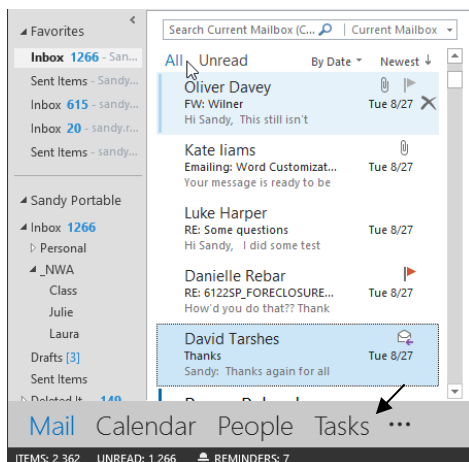 Favorites
Inbox 1266 - San...
Sent Items - Sandy...
Inbox 615 - sandy...
Inbox 20 - sandy.r...
Sent Items - sandy...
Sandy Portable
Inbox 1266
Personal
_NWA
Class
Julie
Laura
Drafts [3]
Sent Items
Deleted It... 149
Search Current Mailbox (C... Current Mailbox
All Unread By Date Newest
Oliver Davey
FW: Wilner Tue 8/27
Hi Sandy, This still isn't
Kate Iiams
Emailing: Word Customizat... Tue 8/27
Your message is ready to be
Luke Harper
RE: Some questions Tue 8/27
Hi Sandy, I did some test
Danielle Rebar
RE: 6122SP_FORECLOSURE... Tue 8/27
How'd you do that?? Thank
David Tarshes
Thanks Tue 8/27
Sandy: Thanks again for all
Mail Calendar People Tasks •••
ITEMS: 2,362 UNREAD: 1,266 REMINDERS: 7